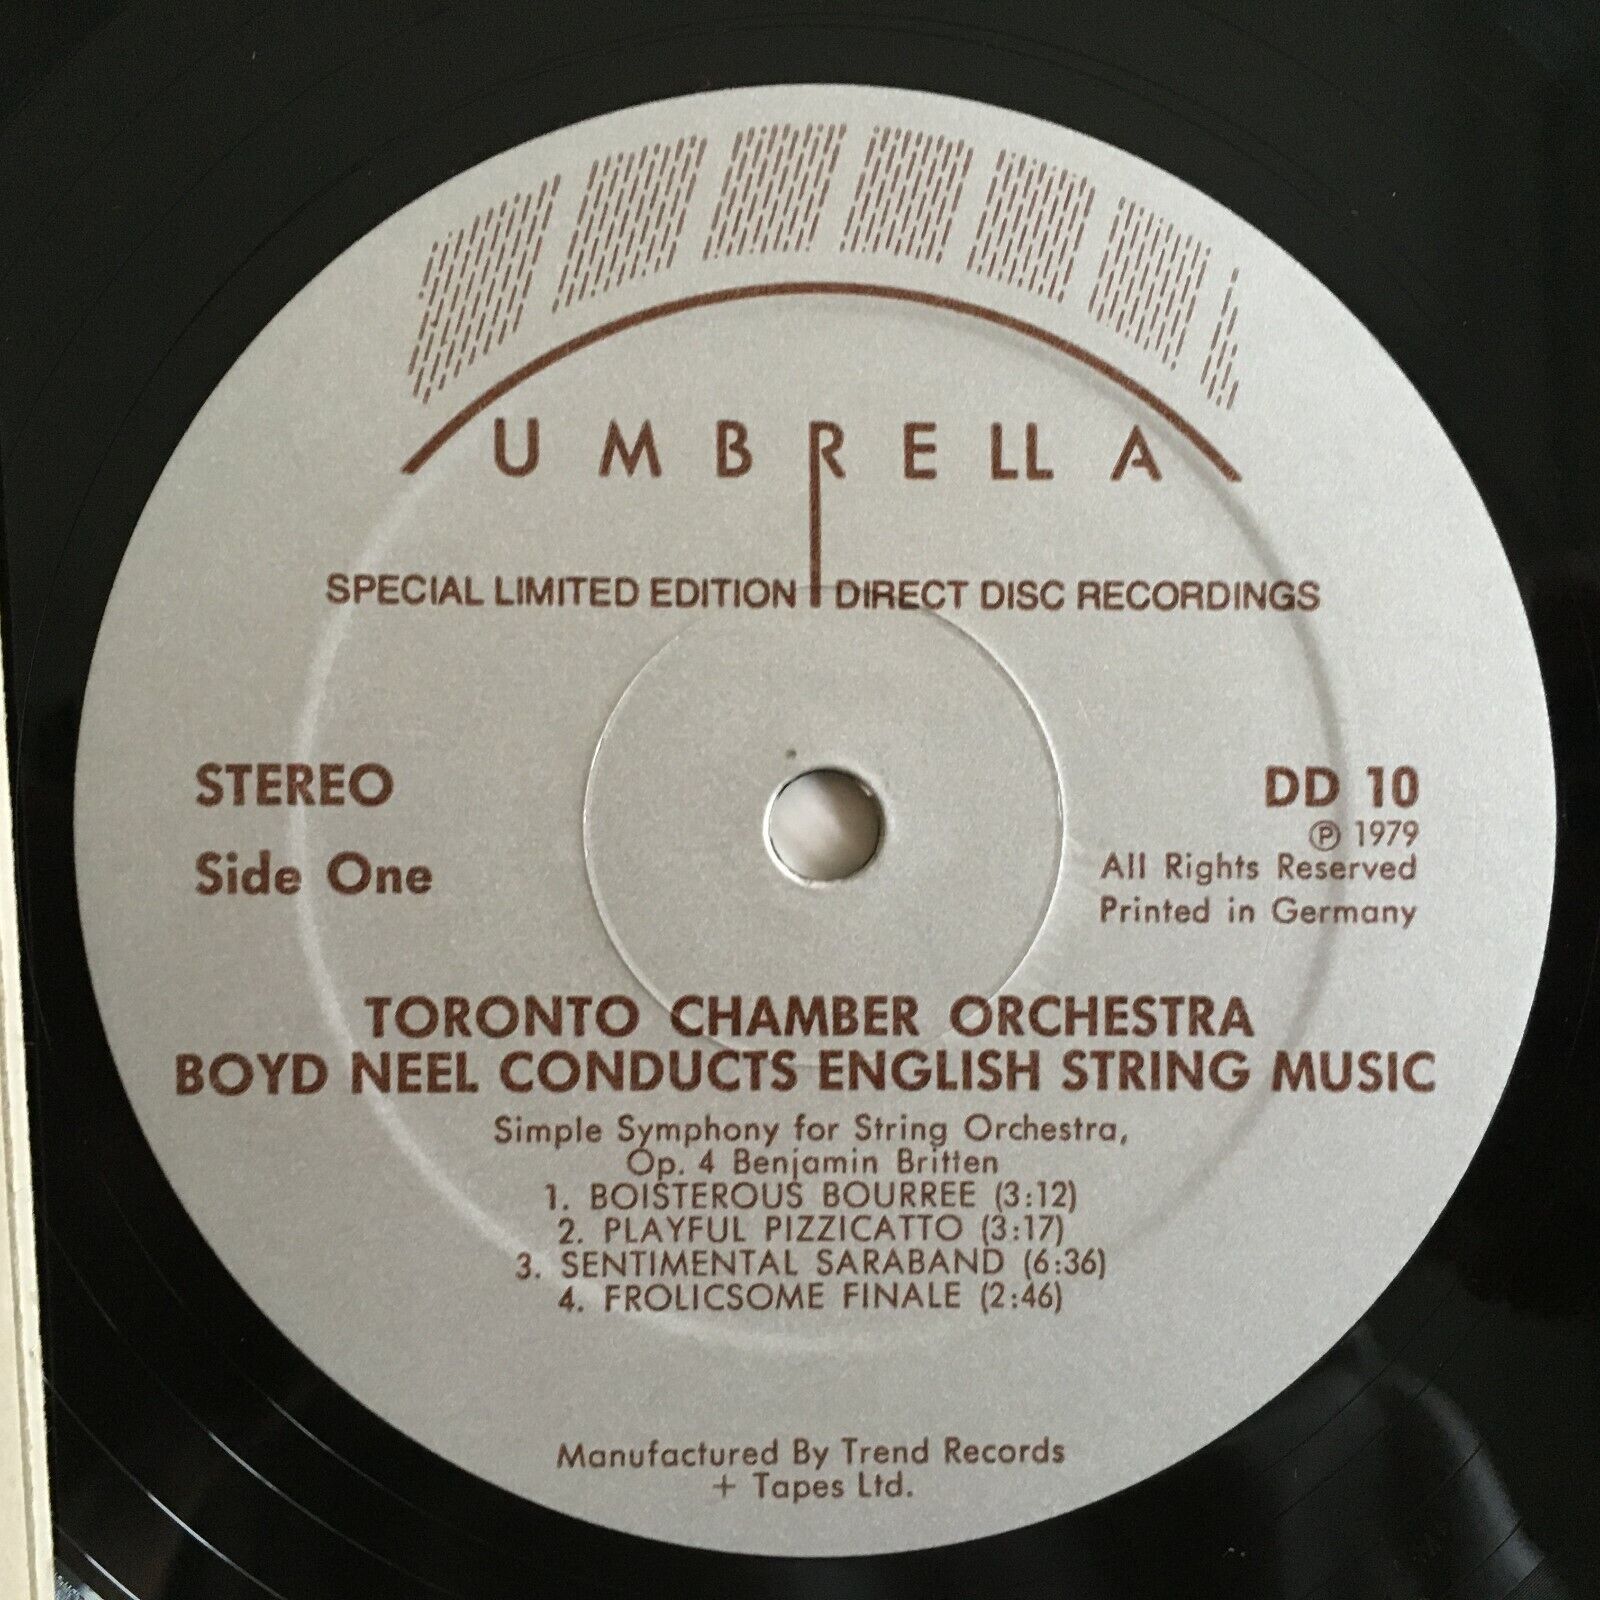 UMBRELLA
SPECIAL LIMITED EDITION DIRECT DISC RECORDINGS
STEREO
Side One
DD 10
℗ 1979
All Rights Reserved
Printed in Germany
TORONTO CHAMBER ORCHESTRA
BOYD NEEL CONDUCTS ENGLISH STRING MUSIC
Simple Symphony for String Orchestra,
Op. 4 Benjamin Britten
1. BOISTEROUS BOURREE (3:12)
2. PLAYFUL PIZZICATTO (3:17)
3. SENTIMENTAL SARABAND (6:36)
4. FROLICSOME FINALE (2:46)
Manufactured By Trend Records
+ Tapes Ltd.